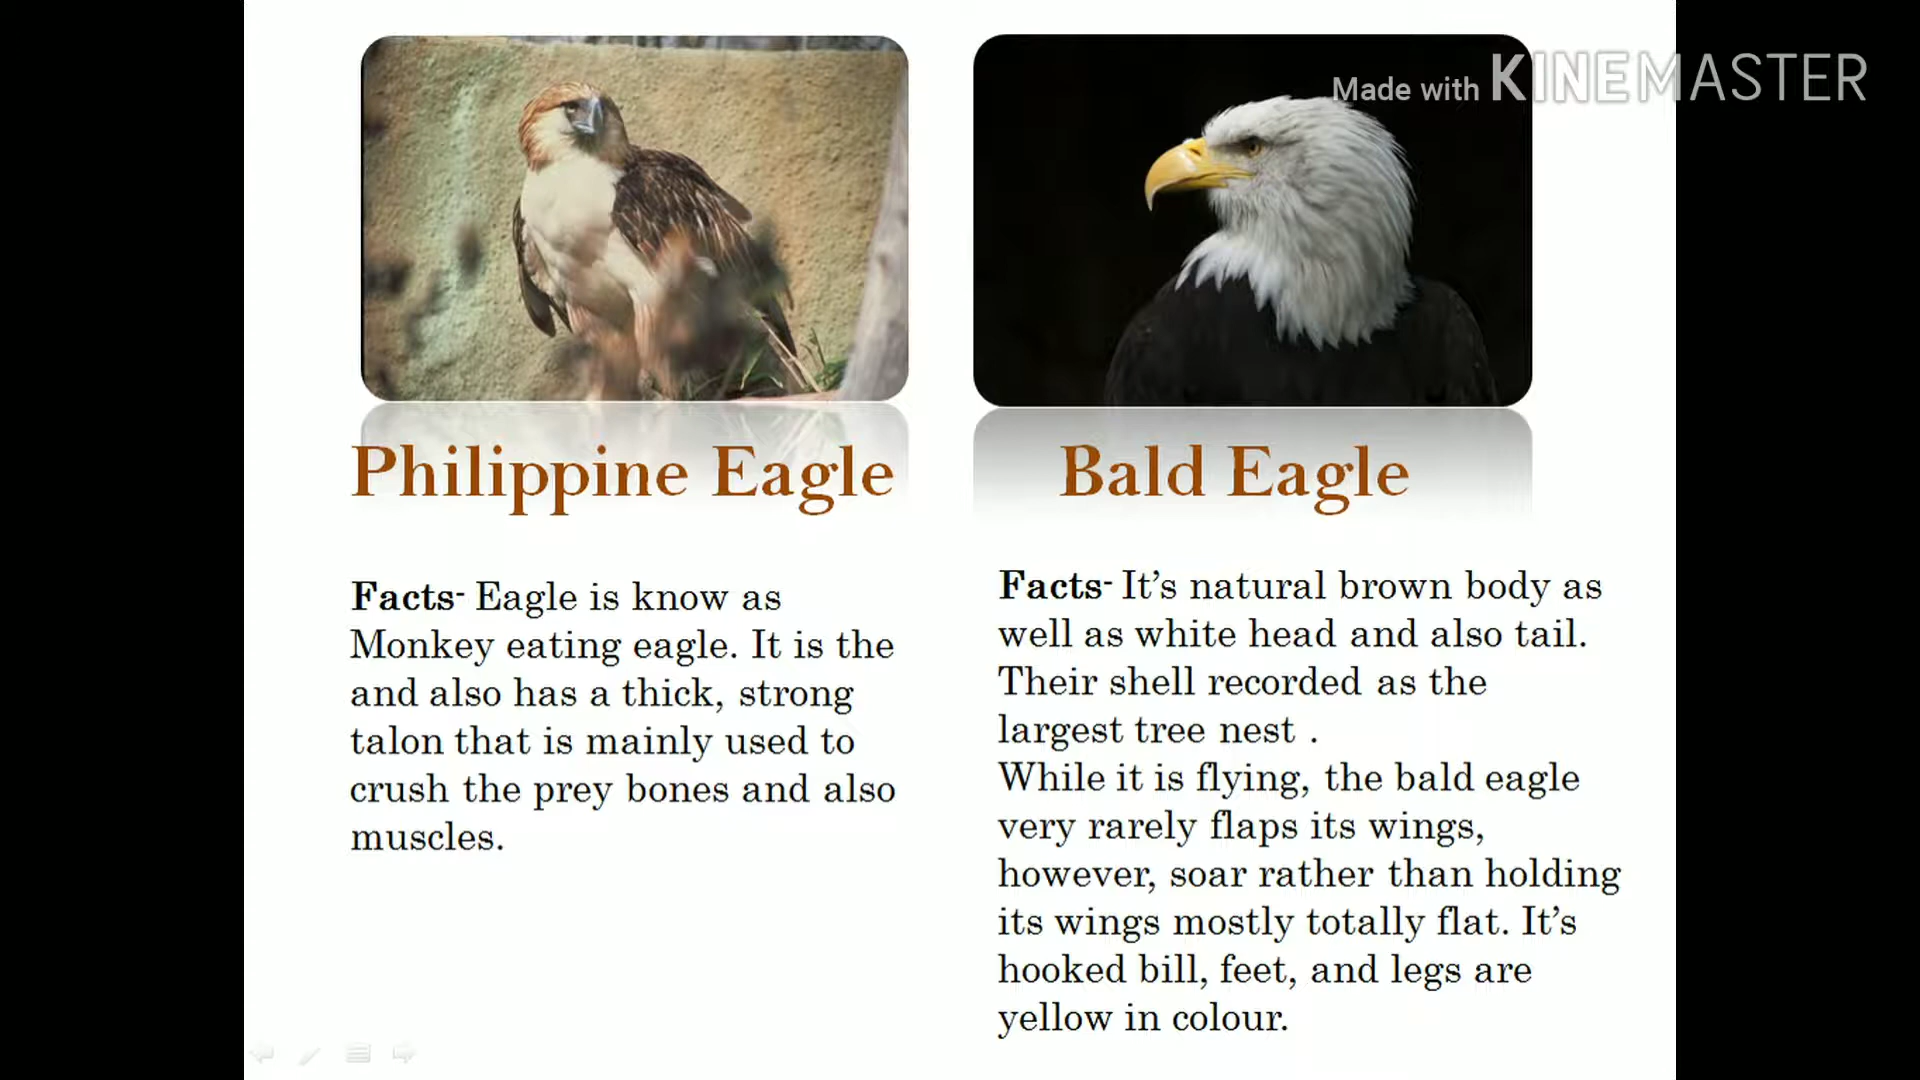 Made with KINEMASTER
Philippine Eagle
Facts- Eagle is know as
Monkey eating eagle. It is the
and also has a thick, strong
talon that is mainly used to
crush the prey bones and also
muscles.
Bald Eagle
Facts- It’s natural brown body as
well as white head and also tail.
Their shell recorded as the
largest tree nest .
While it is flying, the bald eagle
very rarely flaps its wings,
however, soar rather than holding
its wings mostly totally flat. It’s
hooked bill, feet, and legs are
yellow in colour.